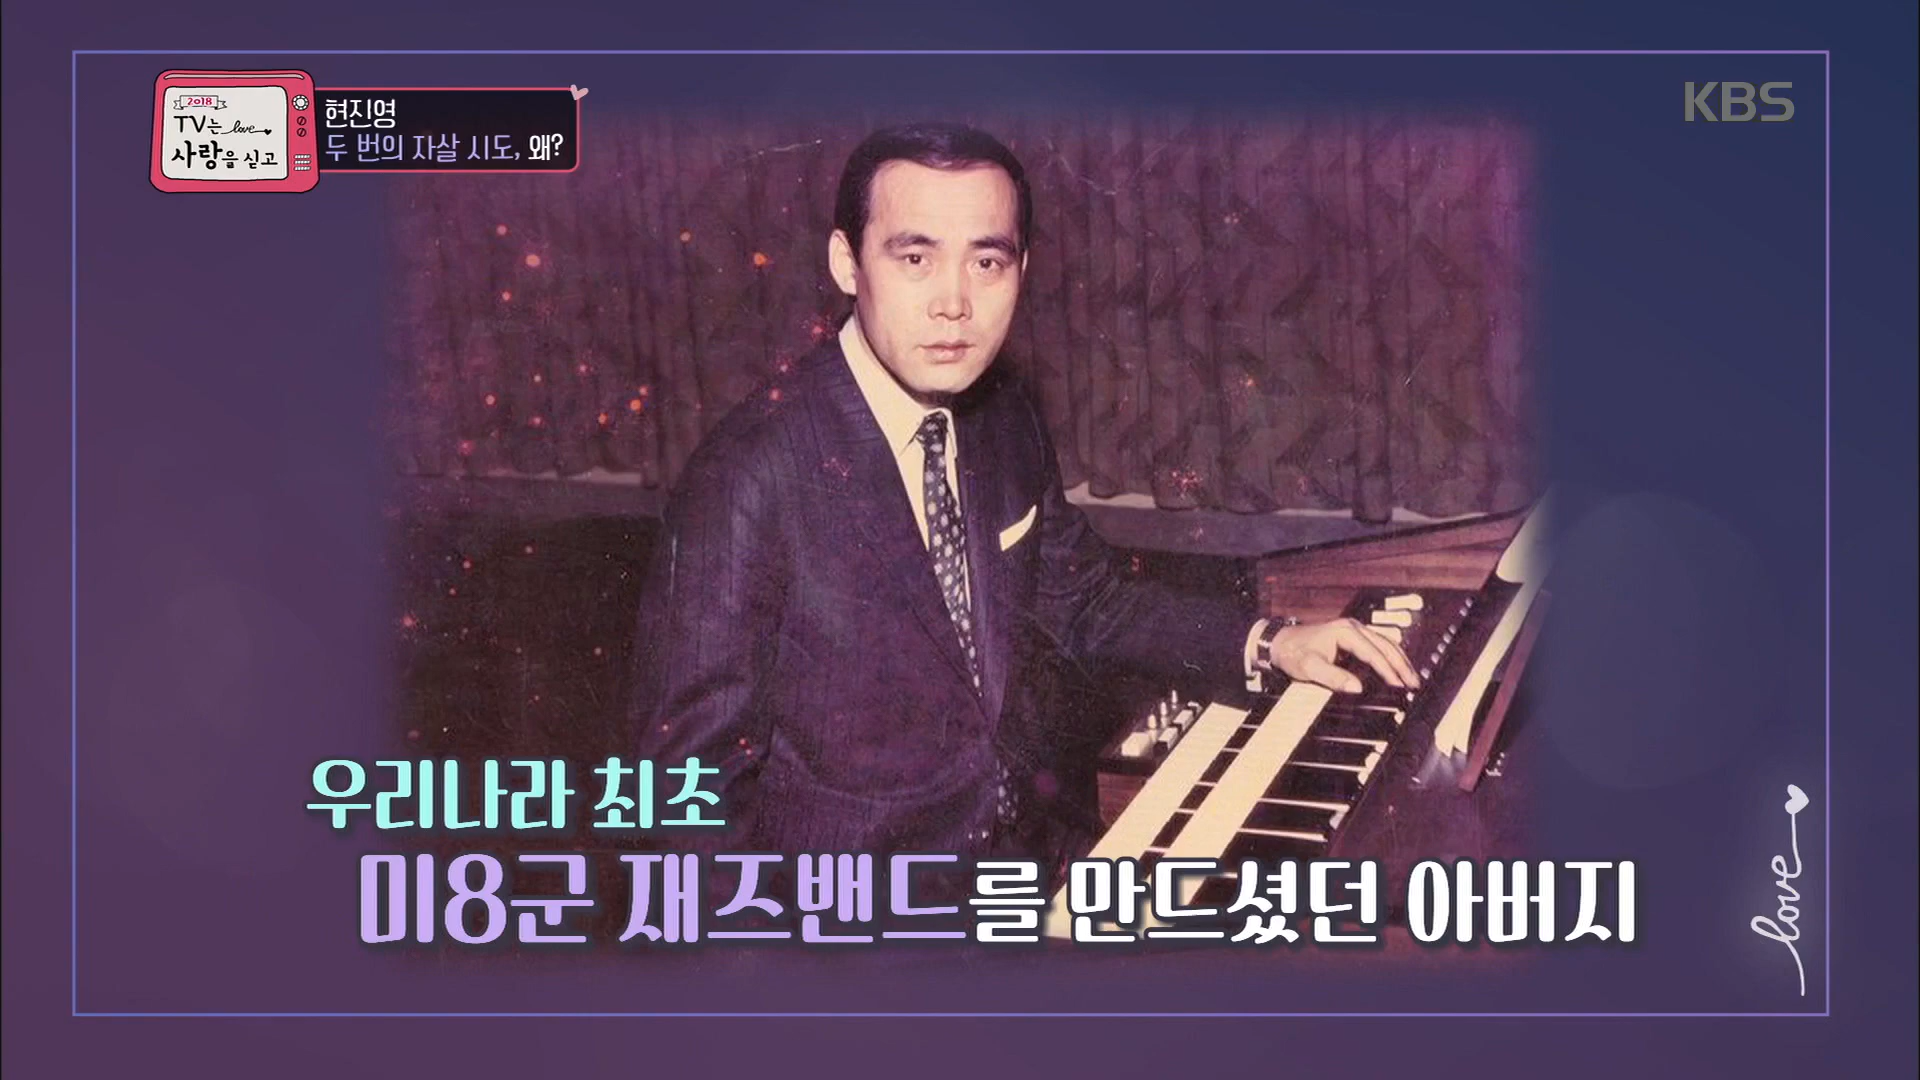 2018
TV는 love
사랑을 싣고
현진영
두 번의 자살 시도, 왜?
KBS
우리나라 최초
미8군 재즈밴드를 만드셨던 아버지
love